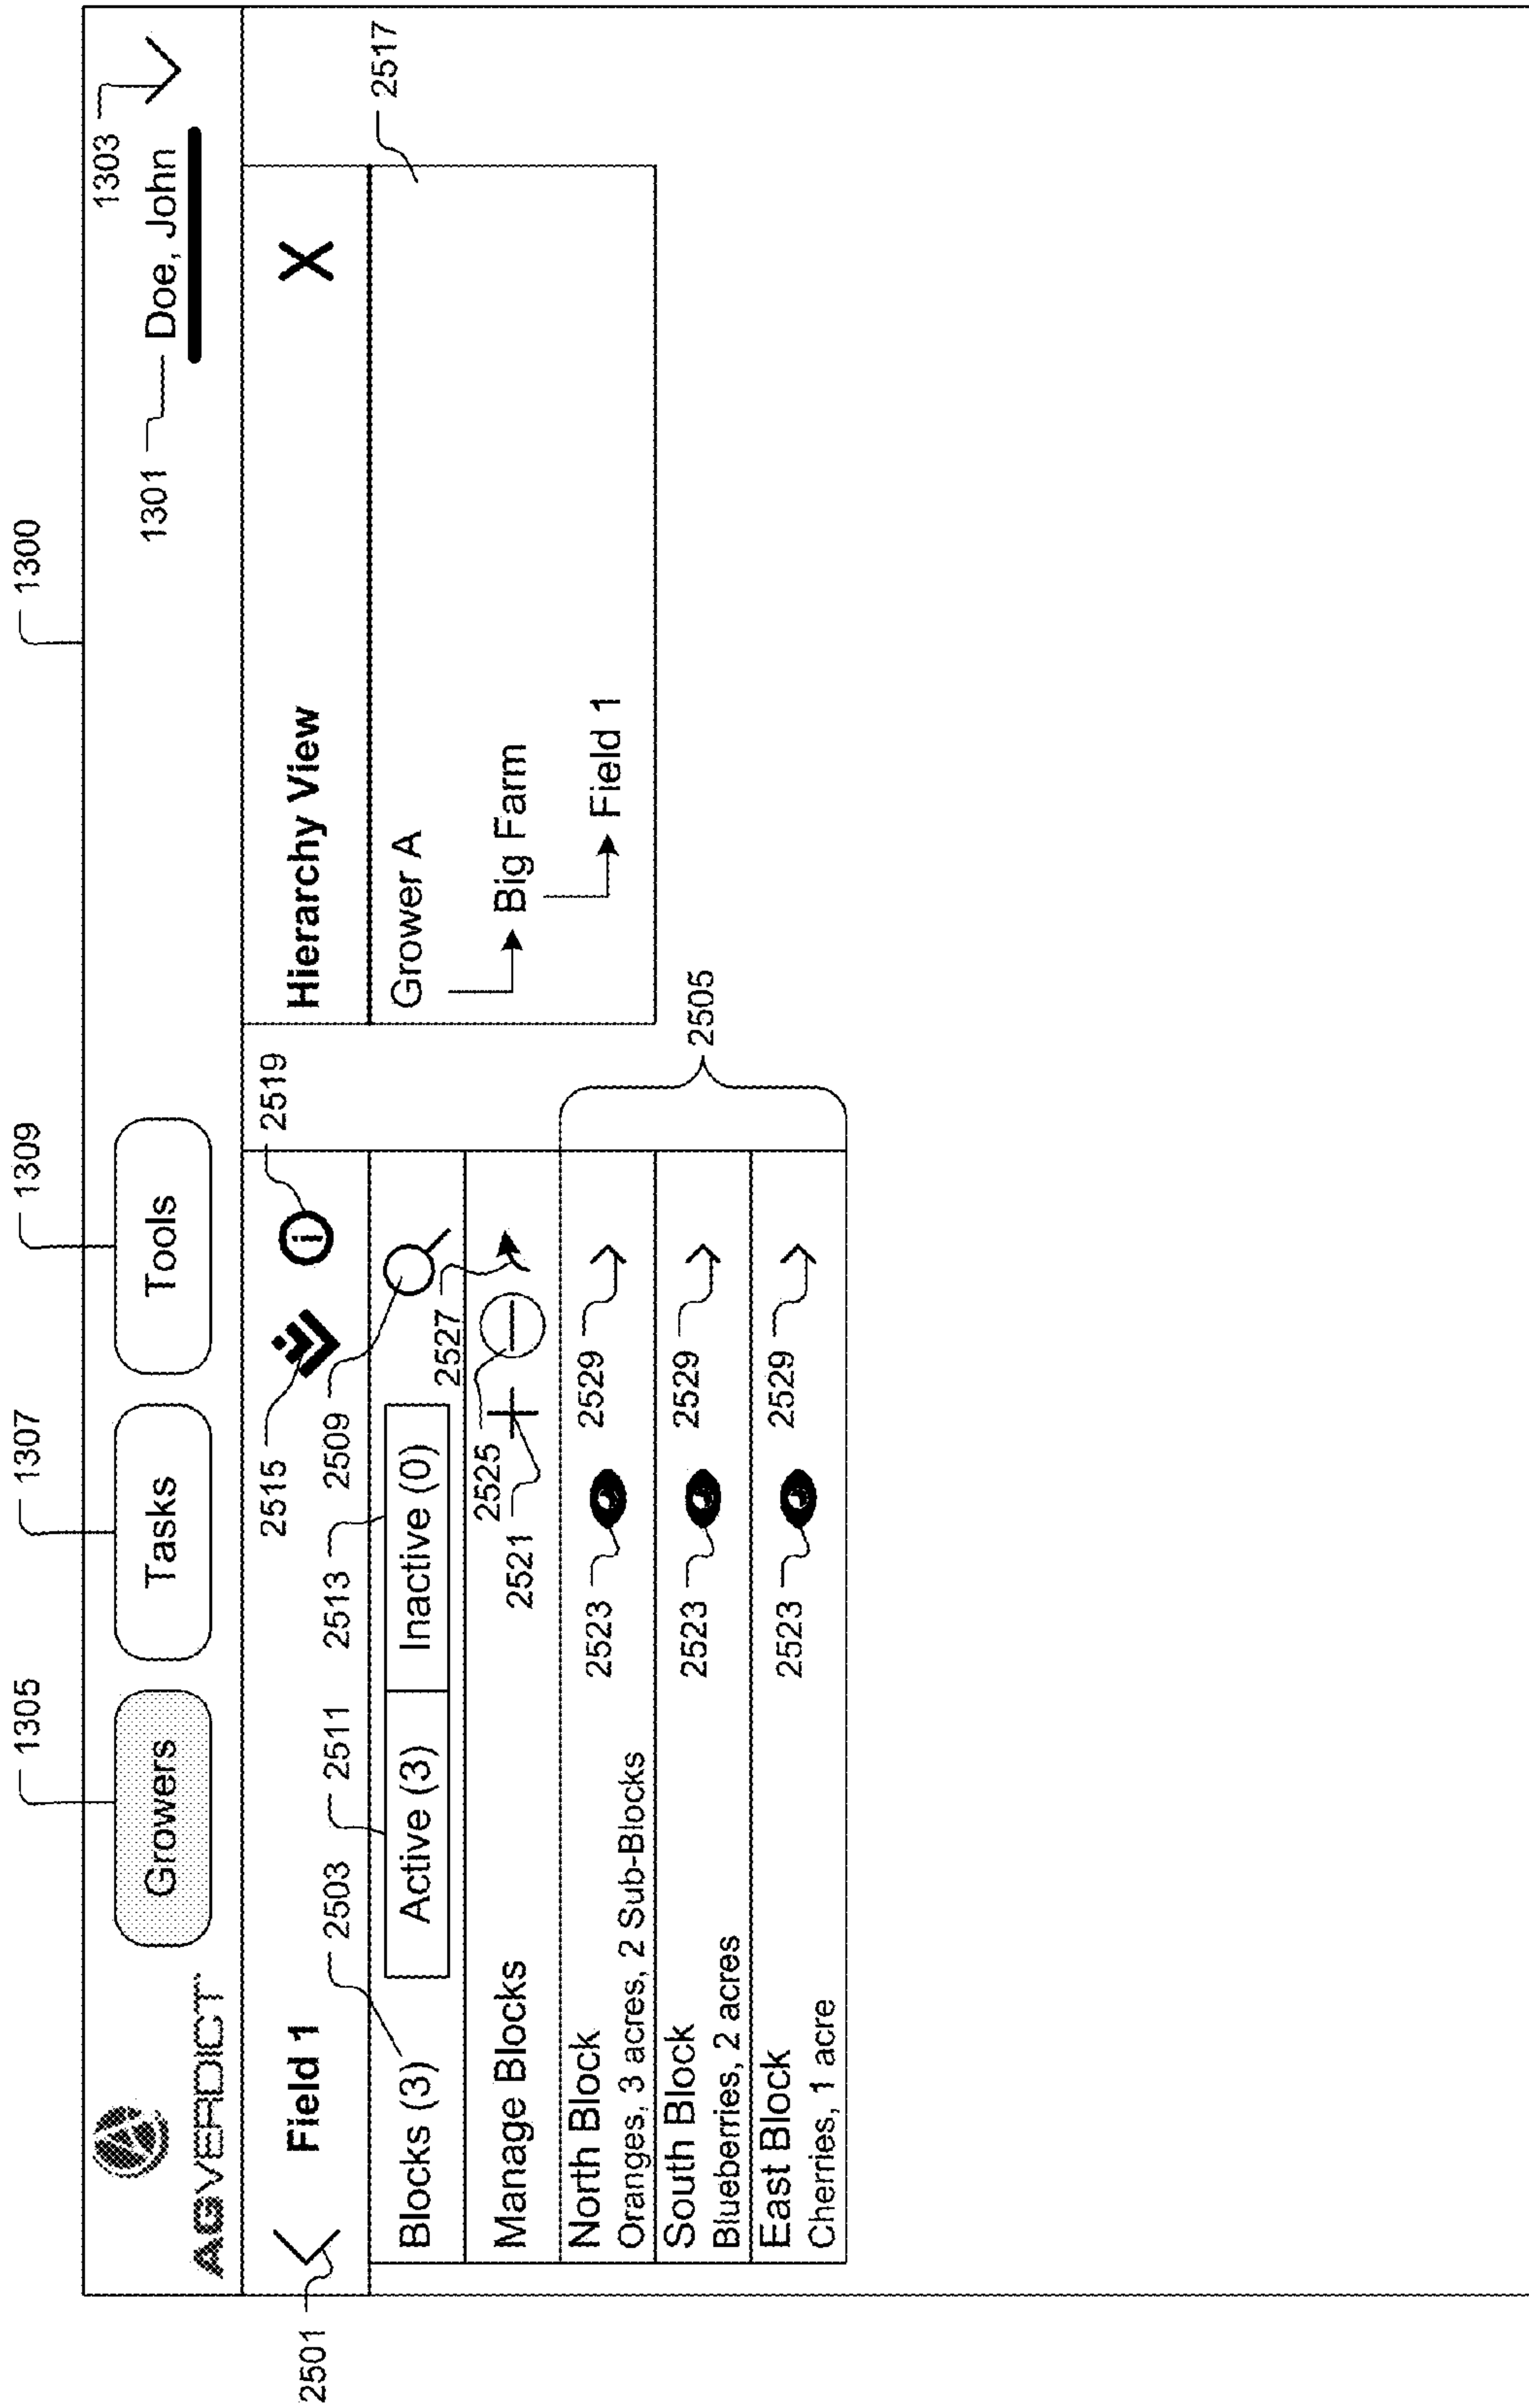 1300
1305
1307
1309
1303
AGVERDICT
Growers
Tasks
Tools
1301
Doe, John
2501
Field 1
2515
2519
Hierarchy View
X
2503
2511
2513
2509
2517
Blocks (3)
Active (3)
Inactive (0)
Grower A
2527
Manage Blocks
2525
2521
Big Farm
North Block
Oranges, 3 acres, 2 Sub-Blocks
2523
2529
Field 1
South Block
Blueberries, 2 acres
2523
2529
2505
East Block
Cherries, 1 acre
2523
2529